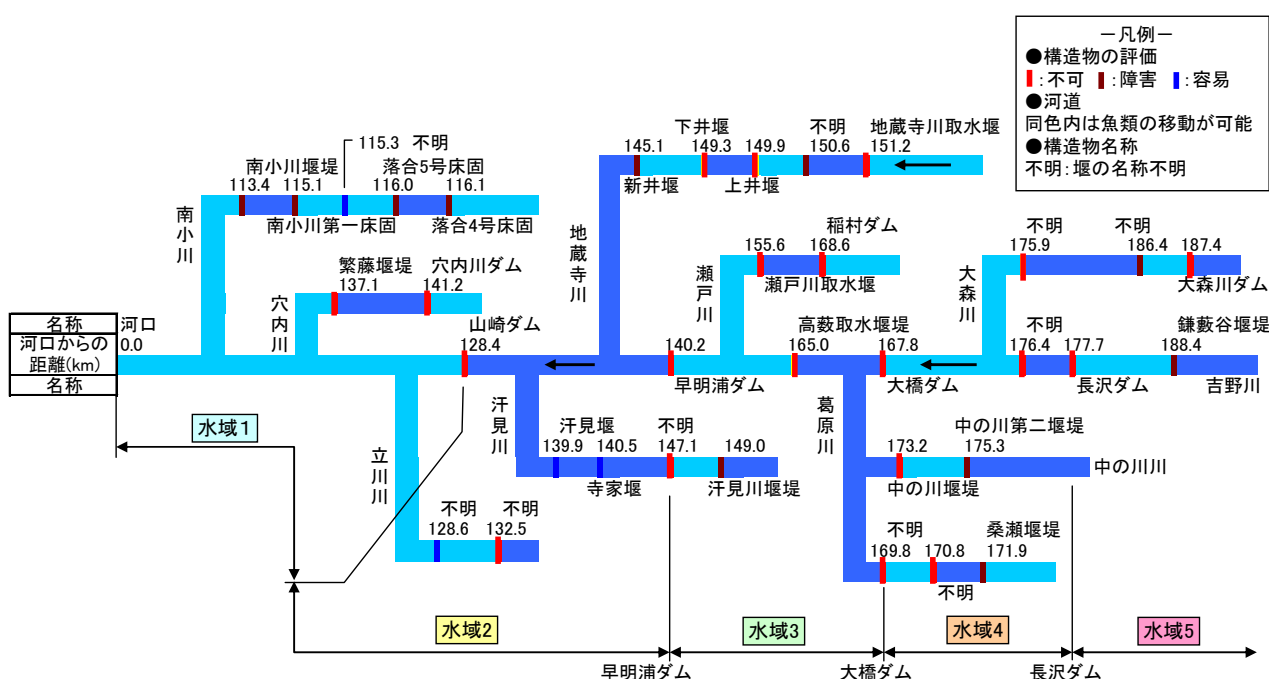 －凡例－
●構造物の評価
:不可 :障害 :容易
●河道
同色内は魚類の移動が可能
●構造物名称
不明:堰の名称不明
115.3 不明
南小川堰堤 落合5号床固
113.4 115.1 116.0 116.1
南小川第一床固 落合4号床固
南小川
下井堰 不明 地蔵寺川取水堰
145.1 149.3 149.9 150.6 151.2
新井堰 上井堰
地蔵寺川
稲村ダム
155.6 168.6
瀬戸川取水堰
瀬戸川
不明 不明
175.9 186.4 187.4
大森川ダム
大森川
繁藤堰堤 穴内川ダム
137.1 141.2
穴内川
名称 河口
河口からの距離(km) 0.0
名称
山崎ダム
128.4
140.2
早明浦ダム
高薮取水堰堤
165.0 167.8
大橋ダム
不明 鎌藪谷堰堤
176.4 177.7 188.4
長沢ダム 吉野川
水域1
立川川
不明 不明
128.6 132.5
汗見川
汗見堰 不明
139.9 140.5 147.1 149.0
寺家堰 汗見川堰堤
葛原川
中の川第二堰堤
173.2 175.3
中の川堰堤
中の川川
不明 桑瀬堰堤
169.8 170.8 171.9
不明
水域2 水域3 水域4 水域5
早明浦ダム 大橋ダム 長沢ダム